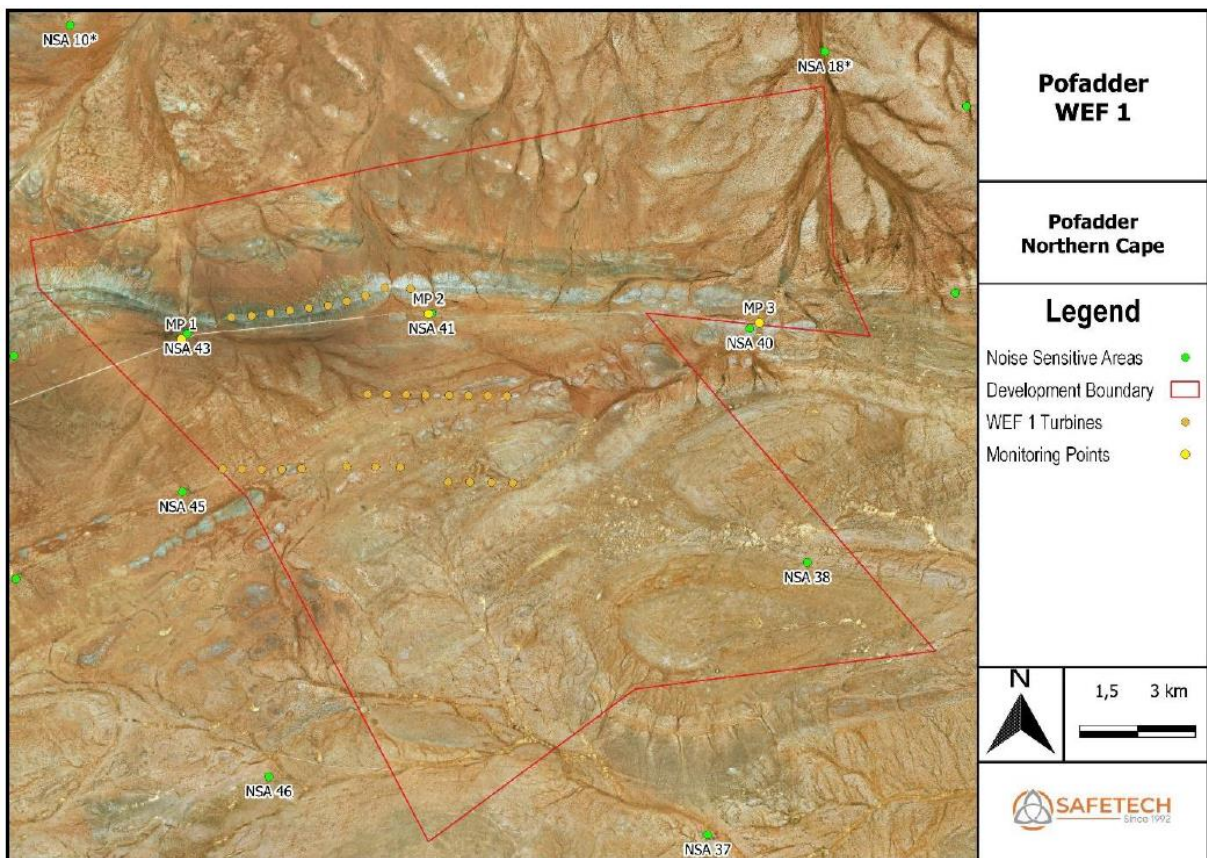 NSA 10*
NSA 18*
MP 1
NSA 43
MP 2
NSA 41
MP 3
NSA 40
NSA 45
NSA 38
NSA 46
NSA 37
Pofadder
WEF 1
Pofadder
Northern Cape
Legend
Noise Sensitive Areas
Development Boundary
WEF 1 Turbines
Monitoring Points
N
1,5 3 km
SAFETECH
Since 1992